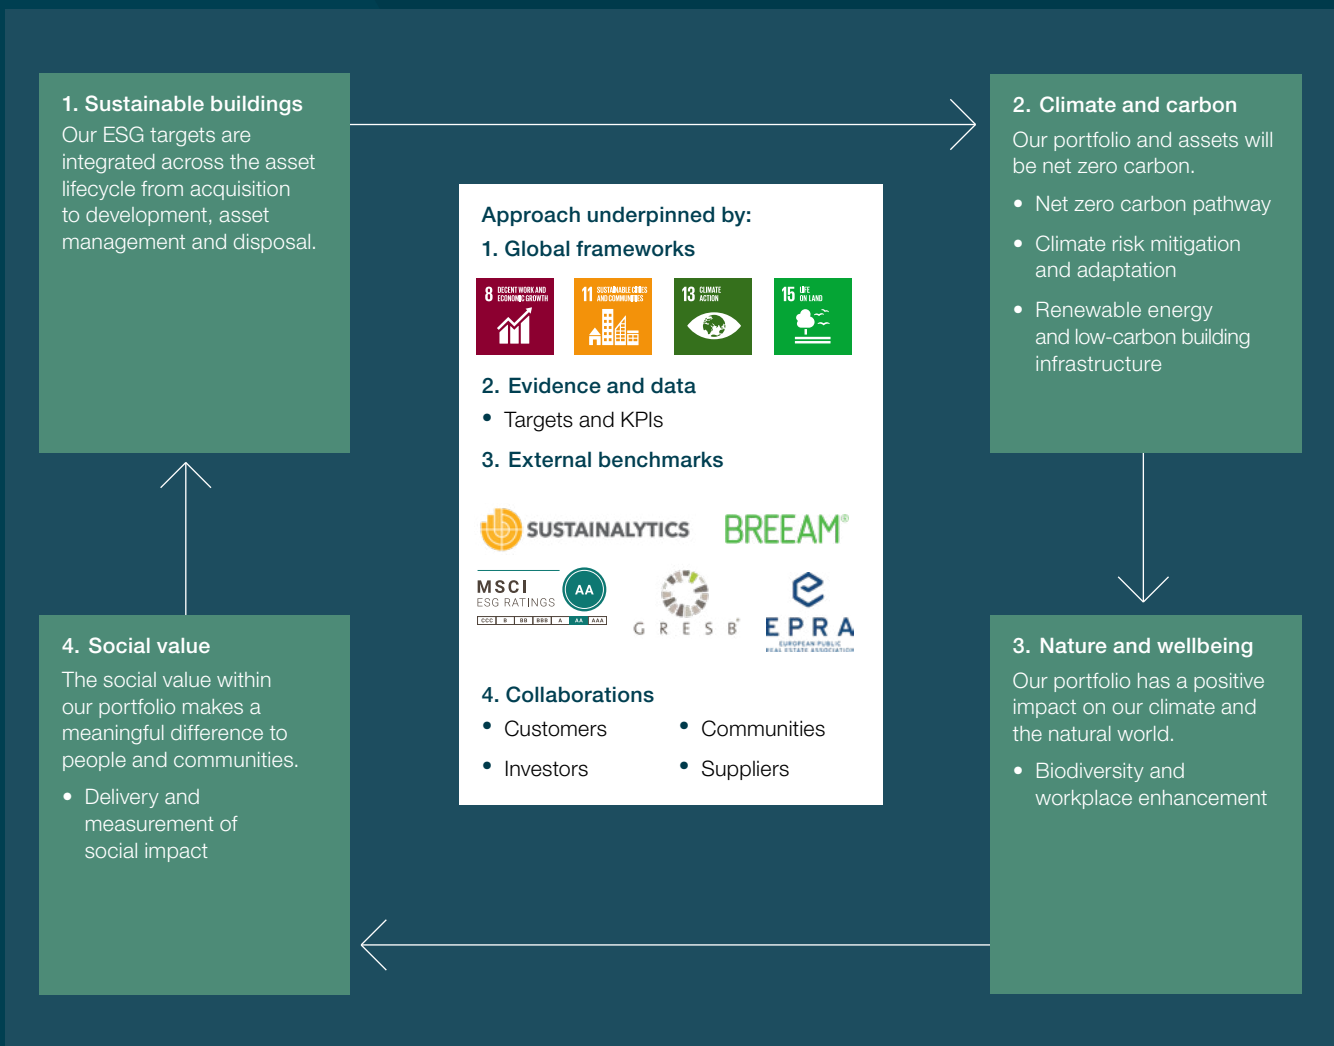 1. Sustainable buildings
Our ESG targets are
integrated across the asset
lifecycle from acquisition
to development, asset
management and disposal.
2. Climate and carbon
Our portfolio and assets will
be net zero carbon.
• Net zero carbon pathway
• Climate risk mitigation
and adaptation
• Renewable energy
and low-carbon building
infrastructure
Approach underpinned by:
1. Global frameworks
8 DECENT WORK AND
ECONOMIC GROWTH
11 SUSTAINABLE CITIES
AND COMMUNITIES
13 CLIMATE
ACTION
15 LIFE
ON LAND
2. Evidence and data
• Targets and KPIs
3. External benchmarks
SUSTAINALYTICS
BREEAM®
MSCI
ESG RATINGS
AA
CCC B BB BBB A AA AAA
GRESB®
EPRA
EUROPEAN PUBLIC
REAL ESTATE ASSOCIATION
4. Collaborations
• Customers
• Communities
• Investors
• Suppliers
3. Nature and wellbeing
Our portfolio has a positive
impact on our climate and
the natural world.
• Biodiversity and
workplace enhancement
4. Social value
The social value within
our portfolio makes a
meaningful difference to
people and communities.
• Delivery and
measurement of
social impact